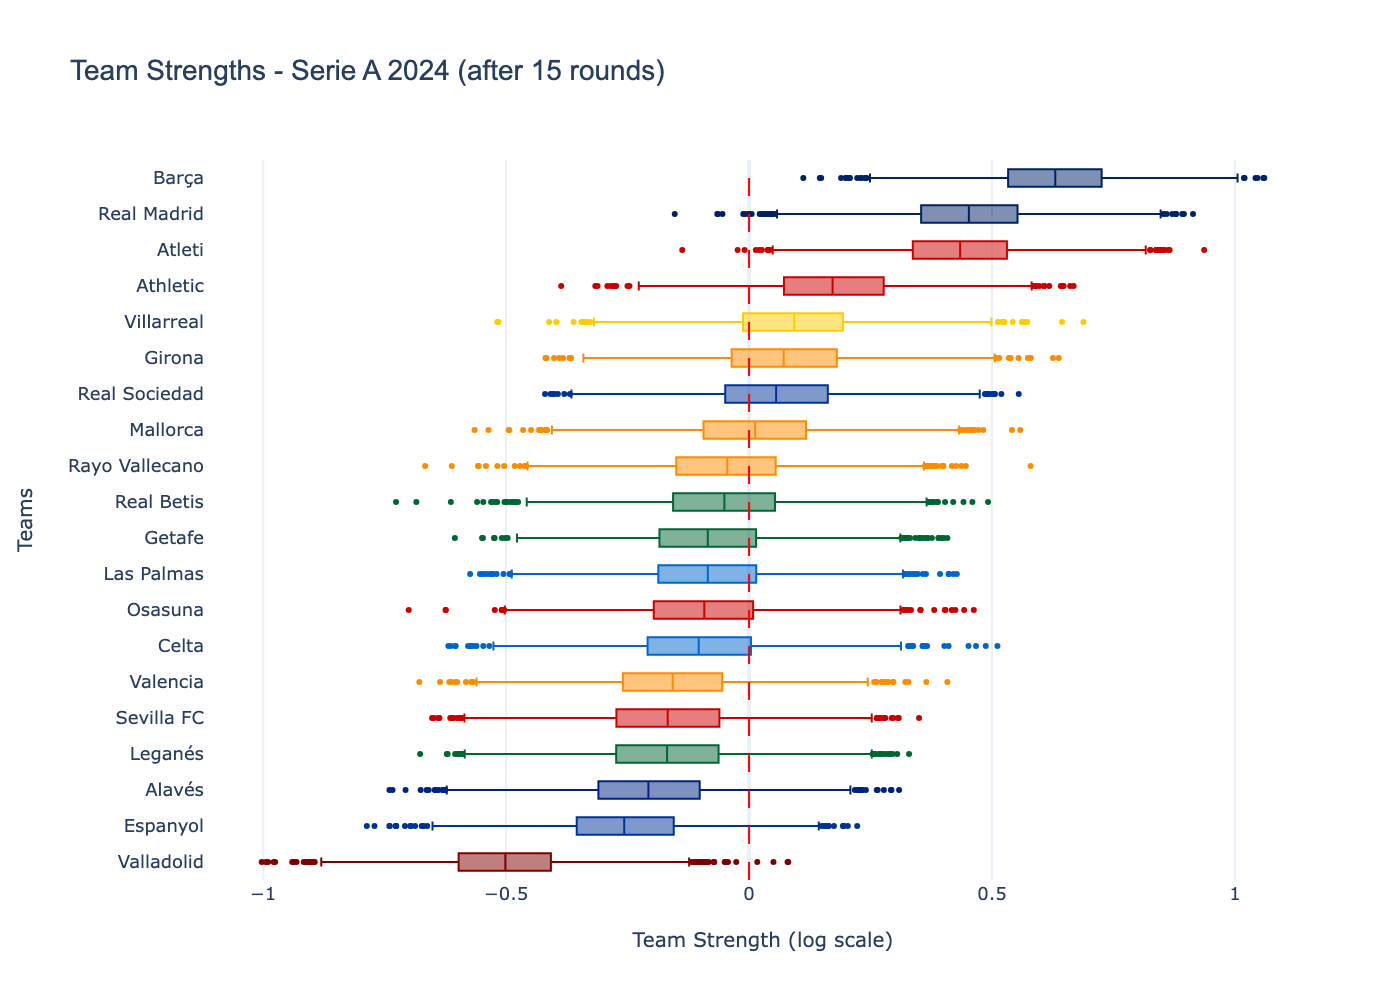 Team Strengths - Serie A 2024 (after 15 rounds)
Barça
Real Madrid
Atleti
Athletic
Villarreal
Girona
Real Sociedad
Mallorca
Rayo Vallecano
Real Betis
Getafe
Las Palmas
Osasuna
Celta
Valencia
Sevilla FC
Leganés
Alavés
Espanyol
Valladolid
Teams
−1 −0.5 0 0.5 1
Team Strength (log scale)